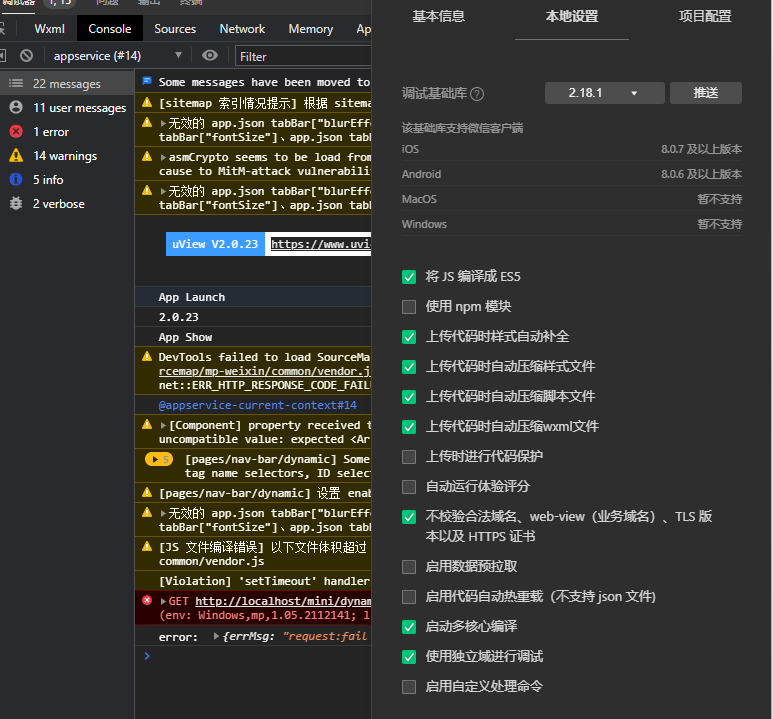 调试器
1, 15
问题
输出
终端
Wxml
Console
Sources
Network
Memory
Ap
appservice (#14)
Filter
22 messages
11 user messages
1 error
14 warnings
5 info
2 verbose
Some messages have been moved to
[sitemap 索引情况提示] 根据 sitema
无效的 app.json tabBar["blurEffe
tabBar["fontSize"]、app.json tab
asmCrypto seems to be load from
cause to MitM-attack vulnerabili
无效的 app.json tabBar["blurEffe
tabBar["fontSize"]、app.json tab
uView V2.0.23 https://www.uvi
App Launch
2.0.23
App Show
DevTools failed to load SourceMa
rcemap/mp-weixin/common/vendor.j
net::ERR_HTTP_RESPONSE_CODE_FAIL
@appservice-current-context#14
[Component] property received t
uncompatible value: expected <Ar
5 [pages/nav-bar/dynamic] Some
tag name selectors, ID selec
[pages/nav-bar/dynamic] 设置 enab
无效的 app.json tabBar["blurEffe
tabBar["fontSize"]、app.json tab
[JS 文件编译错误] 以下文件体积超过
common/vendor.js
[Violation] 'setTimeout' handler
GET http://localhost/mini/dynam
(env: Windows,mp,1.05.2112141; l
error: {errMsg: "request:fail
基本信息
本地设置
项目配置
调试基础库
2.18.1
推送
该基础库支持微信客户端
iOS 8.0.7 及以上版本
Android 8.0.6 及以上版本
MacOS 暂不支持
Windows 暂不支持
将 JS 编译成 ES5
使用 npm 模块
上传代码时样式自动补全
上传代码时自动压缩样式文件
上传代码时自动压缩脚本文件
上传代码时自动压缩wxml文件
上传时进行代码保护
自动运行体验评分
不校验合法域名、web-view（业务域名）、TLS 版
本以及 HTTPS 证书
启用数据预拉取
启用代码自动热重载（不支持 json 文件)
启动多核心编译
使用独立域进行调试
启用自定义处理命令